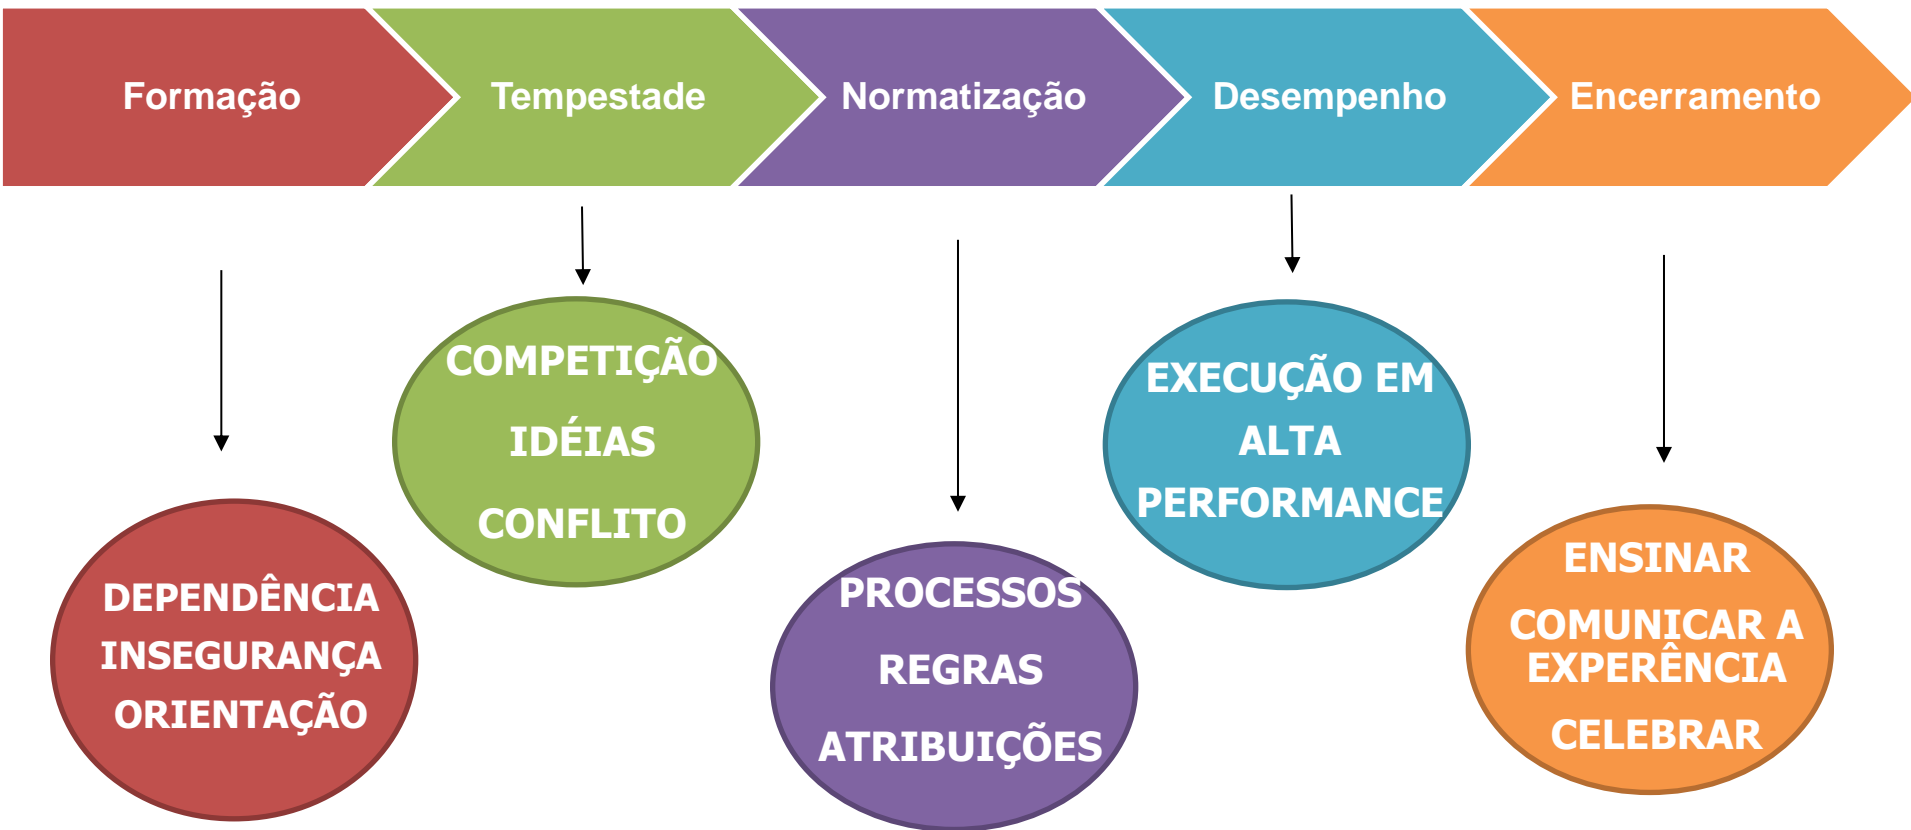 Formação
Tempestade
Normatização
Desempenho
Encerramento
DEPENDÊNCIA
INSEGURANÇA
ORIENTAÇÃO
COMPETIÇÃO
IDÉIAS
CONFLITO
PROCESSOS
REGRAS
ATRIBUIÇÕES
EXECUÇÃO EM
ALTA
PERFORMANCE
ENSINAR
COMUNICAR A
EXPERÊNCIA
CELEBRAR